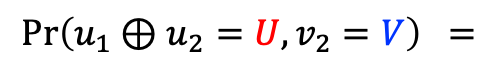 Pr(u₁ ⊕ u₂ = U, v₂ = V) =